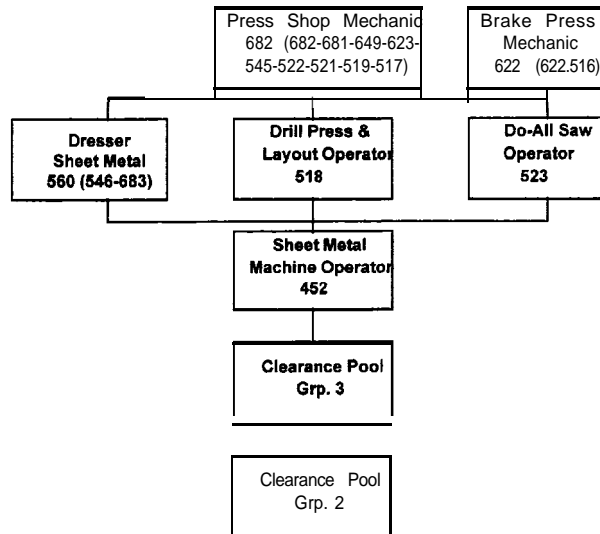 Press Shop Mechanic
682 (682-681-649-623-
545-522-521-519-517)
Brake Press
Mechanic
622 (622.516)
Dresser
Sheet Metal
560 (546-683)
Drill Press &
Layout Operator
518
Do-All Saw
Operator
523
Sheet Metal
Machine Operator
452
Clearance Pool
Grp. 3
Clearance Pool
Grp. 2